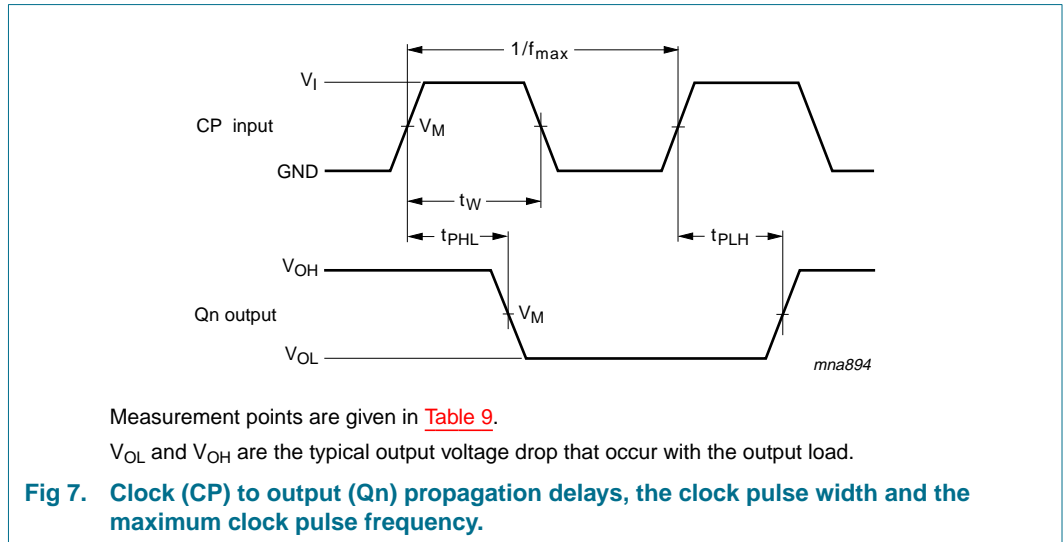 1/fmax
VI
CP input
VM
GND
tW
tPHL
tPLH
VOH
Qn output
VM
VOL
mna894
Measurement points are given in Table 9.
VOL and VOH are the typical output voltage drop that occur with the output load.
Fig 7. Clock (CP) to output (Qn) propagation delays, the clock pulse width and the
maximum clock pulse frequency.